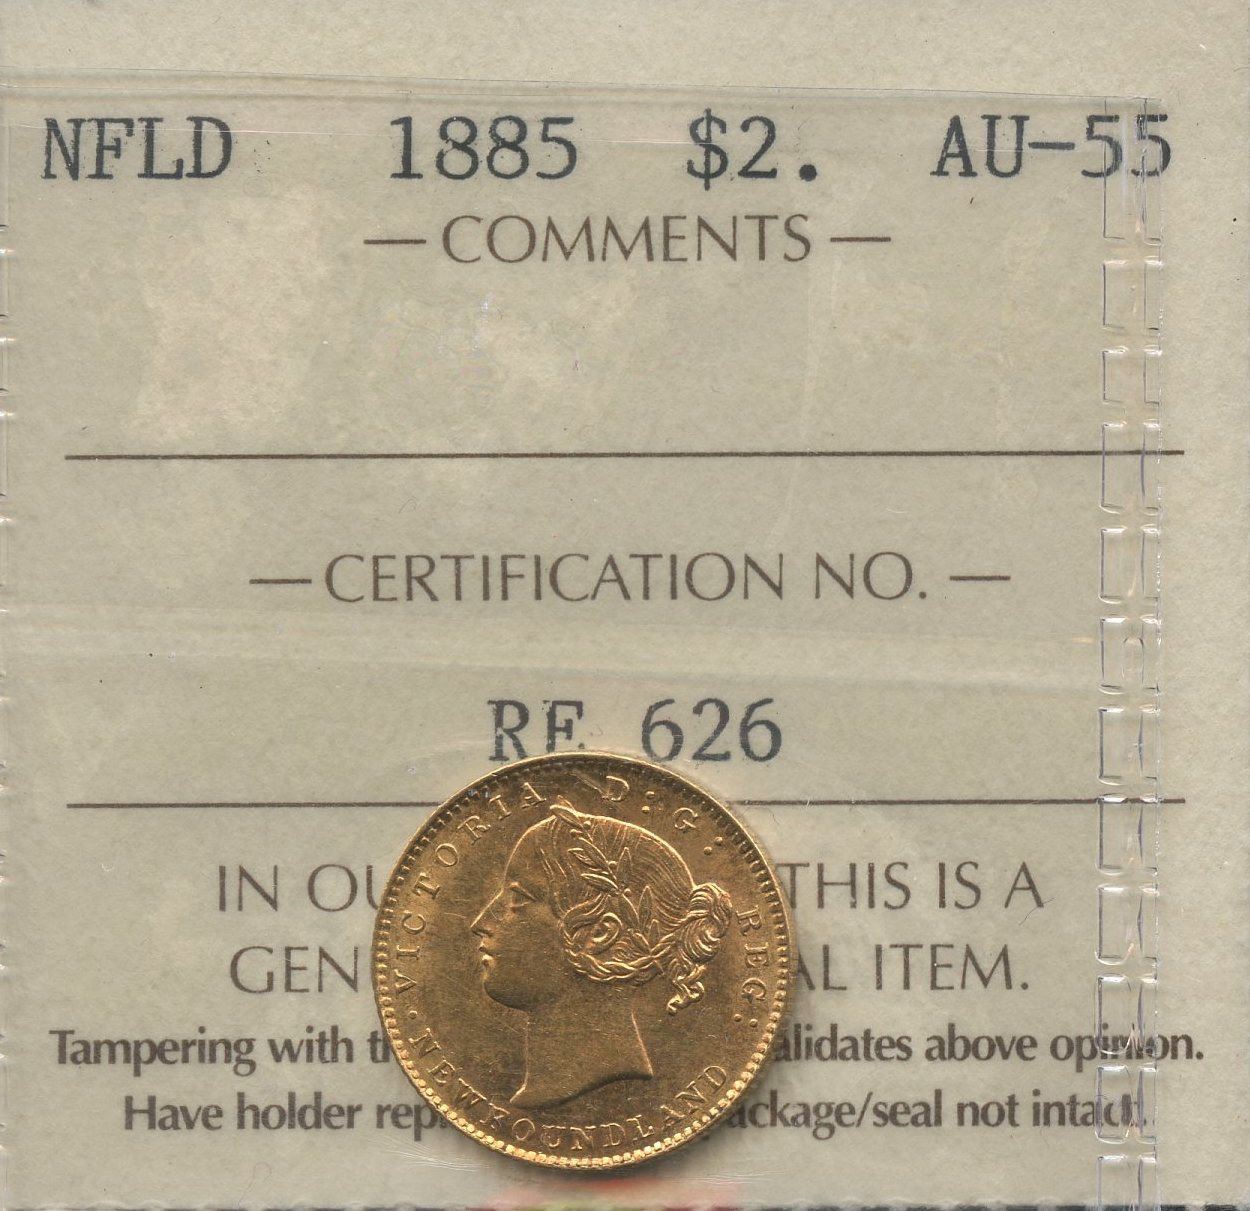 NFLD 1885 $2. AU-55
— COMMENTS —
— CERTIFICATION NO. —
RE 626
IN OU THIS IS A
GEN AL ITEM.
Tampering with th alidates above opinion.
Have holder rep ackage/seal not intact.
· VICTORIA D: G: REG: ·
NEWFOUNDLAND